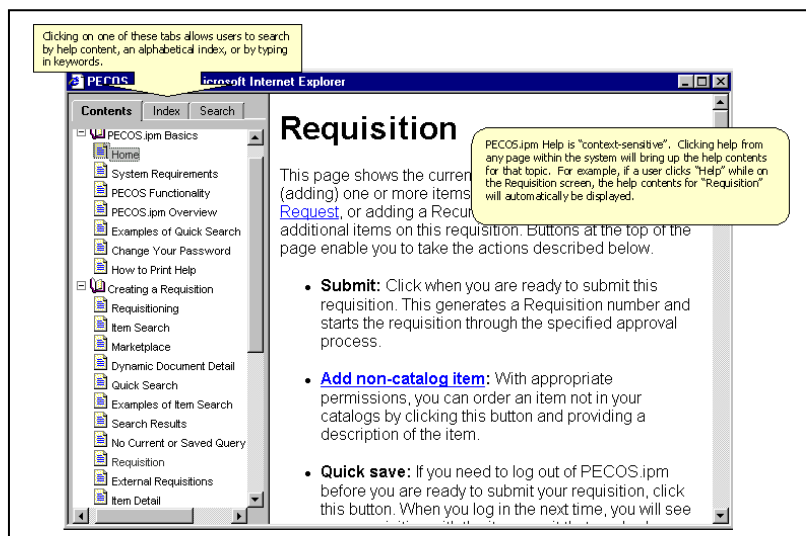 Clicking on one of these tabs allows users to search
by help content, an alphabetical index, or by typing
in keywords.
PECOS icrosoft Internet Explorer
Contents Index Search
PECOS.ipm Basics
Home
System Requirements
PECOS Functionality
PECOS.ipm Overview
Examples of Quick Search
Change Your Password
How to Print Help
Creating a Requisition
Requisitioning
Item Search
Marketplace
Dynamic Document Detail
Quick Search
Examples of Item Search
Search Results
No Current or Saved Query
Requisition
External Requisitions
Item Detail
Requisition
PECOS.ipm Help is "context-sensitive". Clicking help from
any page within the system will bring up the help contents
for that topic. For example, if a user clicks "Help" while on
the Requisition screen, the help contents for "Requisition"
will automatically be displayed.
This page shows the curren
(adding) one or more items
Request, or adding a Recu
additional items on this requisition. Buttons at the top of the
page enable you to take the actions described below.
• Submit: Click when you are ready to submit this
requisition. This generates a Requisition number and
starts the requisition through the specified approval
process.
• Add non-catalog item: With appropriate
permissions, you can order an item not in your
catalogs by clicking this button and providing a
description of the item.
• Quick save: If you need to log out of PECOS.ipm
before you are ready to submit your requisition, click
this button. When you log in the next time, you will see